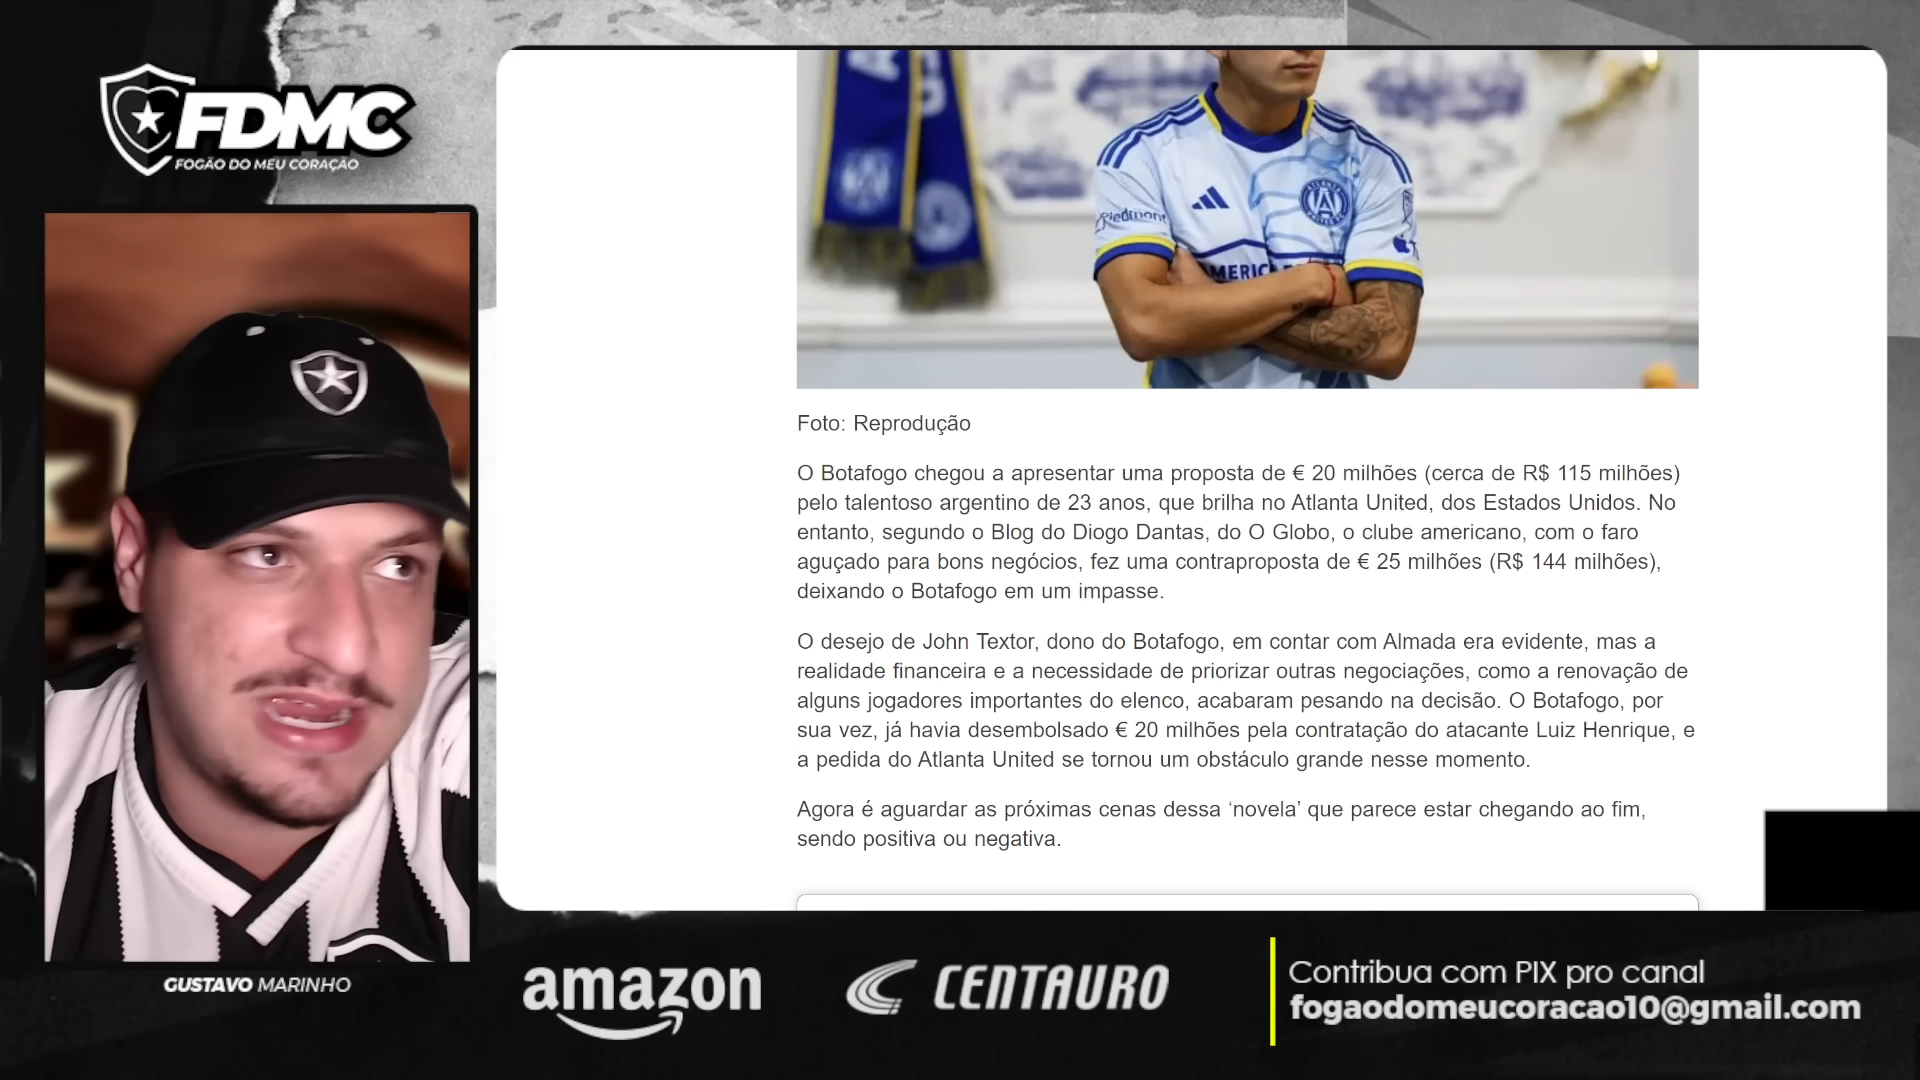 FDMC
FOGÃO DO MEU CORAÇÃO
Piedmont
ATLANTA
AMERIC
Foto: Reprodução
O Botafogo chegou a apresentar uma proposta de € 20 milhões (cerca de R$ 115 milhões)
pelo talentoso argentino de 23 anos, que brilha no Atlanta United, dos Estados Unidos. No
entanto, segundo o Blog do Diogo Dantas, do O Globo, o clube americano, com o faro
aguçado para bons negócios, fez uma contraproposta de € 25 milhões (R$ 144 milhões),
deixando o Botafogo em um impasse.
O desejo de John Textor, dono do Botafogo, em contar com Almada era evidente, mas a
realidade financeira e a necessidade de priorizar outras negociações, como a renovação de
alguns jogadores importantes do elenco, acabaram pesando na decisão. O Botafogo, por
sua vez, já havia desembolsado € 20 milhões pela contratação do atacante Luiz Henrique, e
a pedida do Atlanta United se tornou um obstáculo grande nesse momento.
Agora é aguardar as próximas cenas dessa ‘novela’ que parece estar chegando ao fim,
sendo positiva ou negativa.
GUSTAVO MARINHO
amazon
CENTAURO
Contribua com PIX pro canal
fogaodomeucoracao10@gmail.com